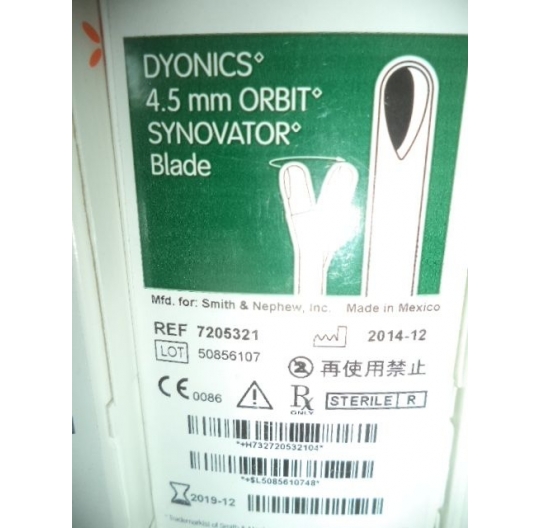 DYONICS◊
4.5 mm ORBIT◊
SYNOVATOR◊
Blade
Mfd. for: Smith & Nephew, Inc. Made in Mexico
REF 7205321 2014-12
LOT 50856107
2 再使用禁止
CE 0086 Rx ONLY STERILE R
*+H732720532104*
*+$L5085610748*
2019-12